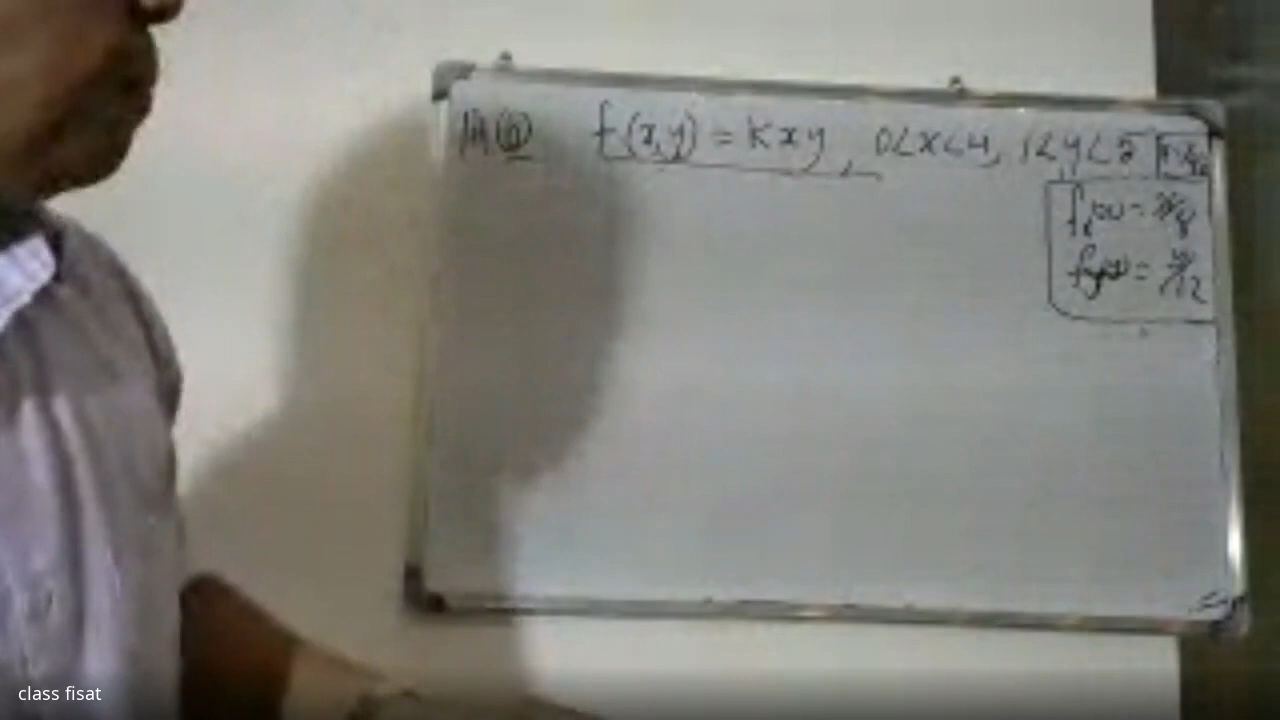 f(x,y) = Kxy , 0<x<4, 1<y<5
fx(x) = x/8
fy(y) = y/12
class fisat